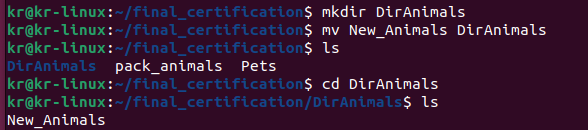 kr@kr-linux:~/final_certification$ mkdir DirAnimals
kr@kr-linux:~/final_certification$ mv New_Animals DirAnimals
kr@kr-linux:~/final_certification$ ls
DirAnimals  pack_animals  Pets
kr@kr-linux:~/final_certification$ cd DirAnimals
kr@kr-linux:~/final_certification/DirAnimals$ ls
New_Animals